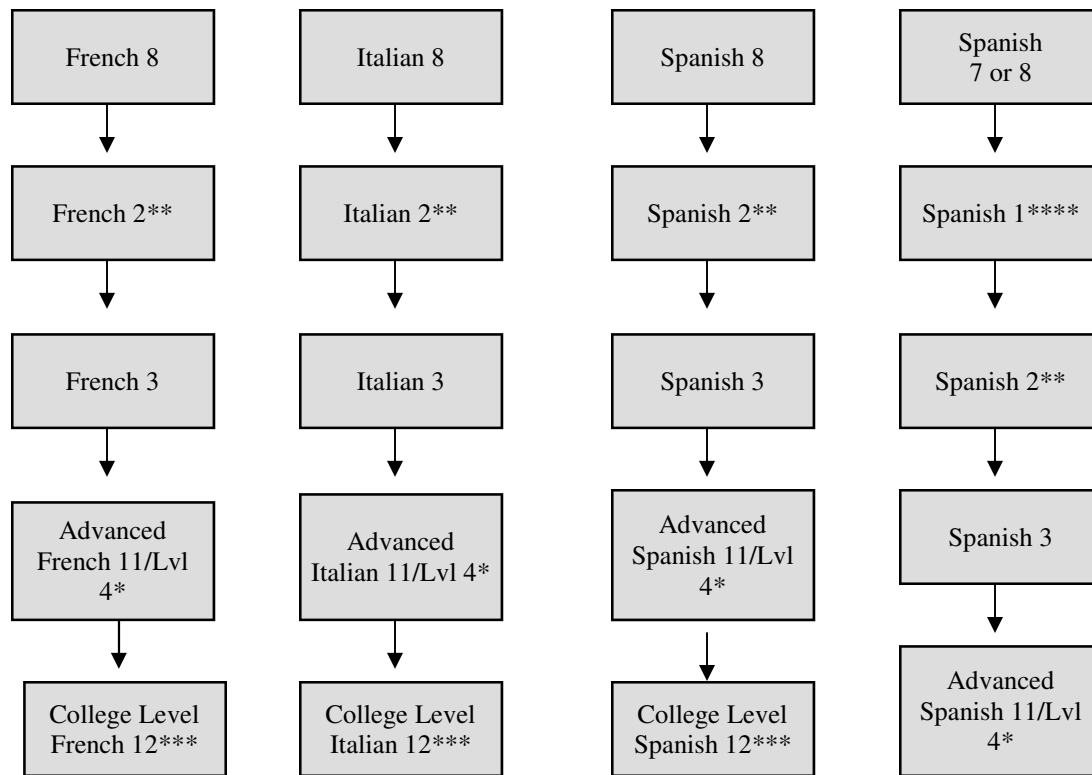 French 8
Italian 8
Spanish 8
Spanish
7 or 8
French 2**
Italian 2**
Spanish 2**
Spanish 1****
French 3
Italian 3
Spanish 3
Spanish 2**
Advanced
French 11/Lvl
4*
Advanced
Italian 11/Lvl 4*
Advanced
Spanish 11/Lvl
4*
Spanish 3
College Level
French 12***
College Level
Italian 12***
College Level
Spanish 12***
Advanced
Spanish 11/Lvl
4*